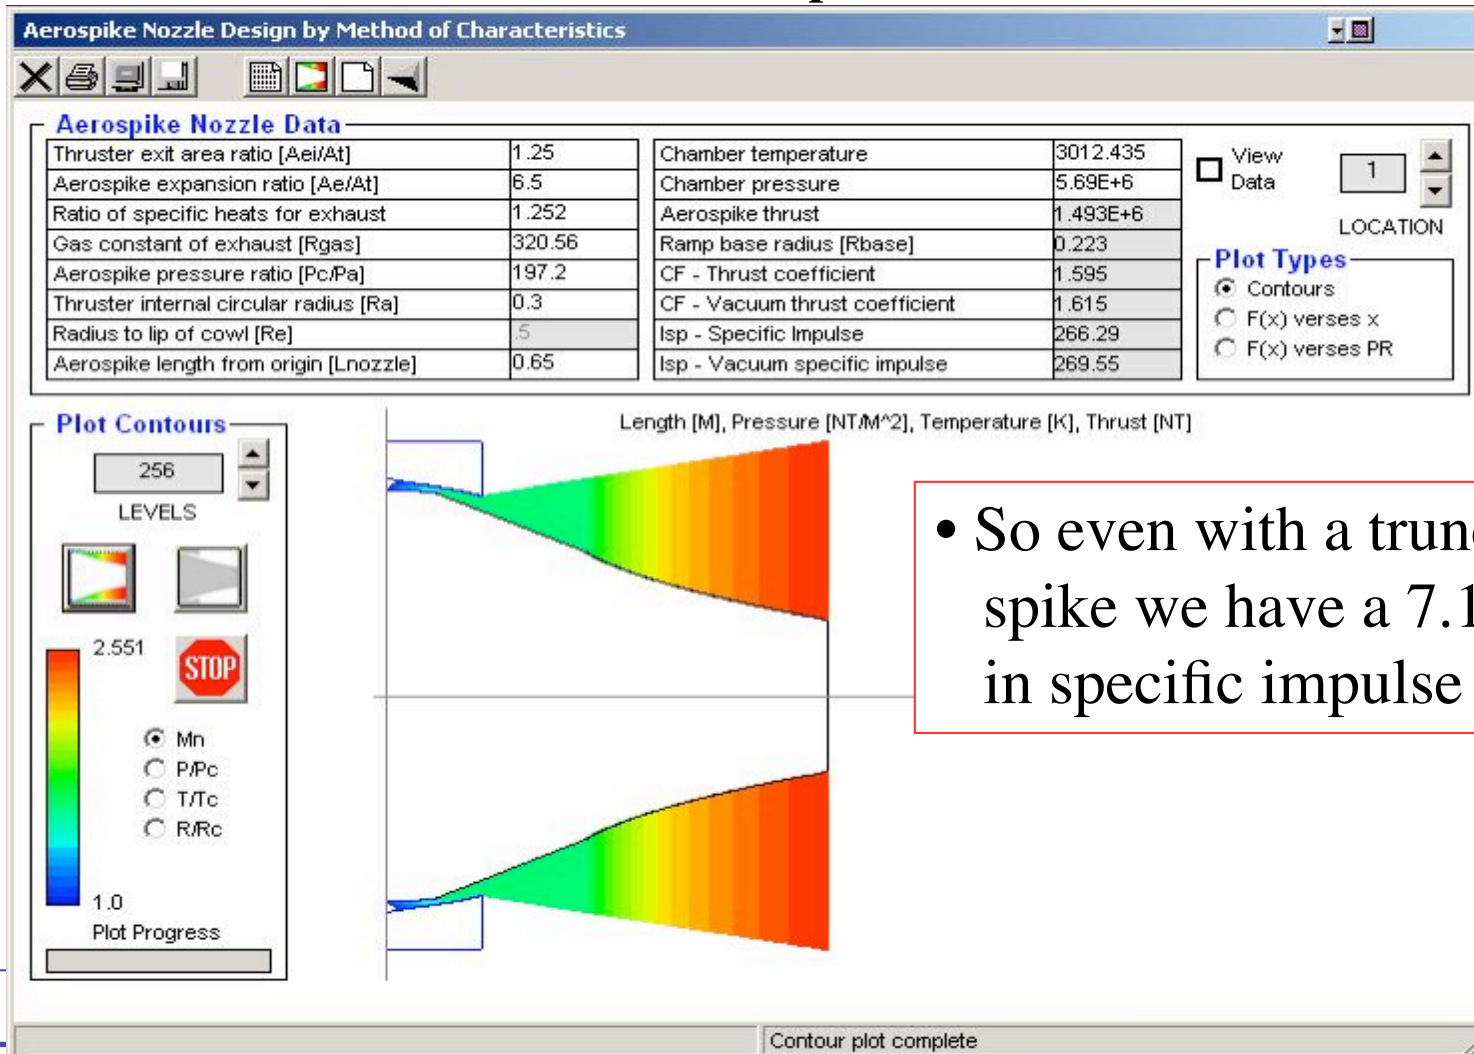 Aerospike Nozzle Design by Method of Characteristics
Aerospike Nozzle Data
Thruster exit area ratio [Aei/At] 1.25
Aerospike expansion ratio [Ae/At] 6.5
Ratio of specific heats for exhaust 1.252
Gas constant of exhaust [Rgas] 320.56
Aerospike pressure ratio [Pc/Pa] 197.2
Thruster internal circular radius [Ra] 0.3
Radius to lip of cowl [Re] .5
Aerospike length from origin [Lnozzle] 0.65
Chamber temperature 3012.435
Chamber pressure 5.69E+6
Aerospike thrust 1.493E+6
Ramp base radius [Rbase] 0.223
CF - Thrust coefficient 1.595
CF - Vacuum thrust coefficient 1.615
Isp - Specific Impulse 266.29
Isp - Vacuum specific impulse 269.55
View
Data
1
LOCATION
Plot Types
Contours
F(x) verses x
F(x) verses PR
Plot Contours
256
LEVELS
STOP
2.551
Mn
P/Pc
T/Tc
R/Rc
1.0
Plot Progress
Length [M], Pressure [NT/M^2], Temperature [K], Thrust [NT]
• So even with a trun
spike we have a 7.1
in specific impulse
Contour plot complete